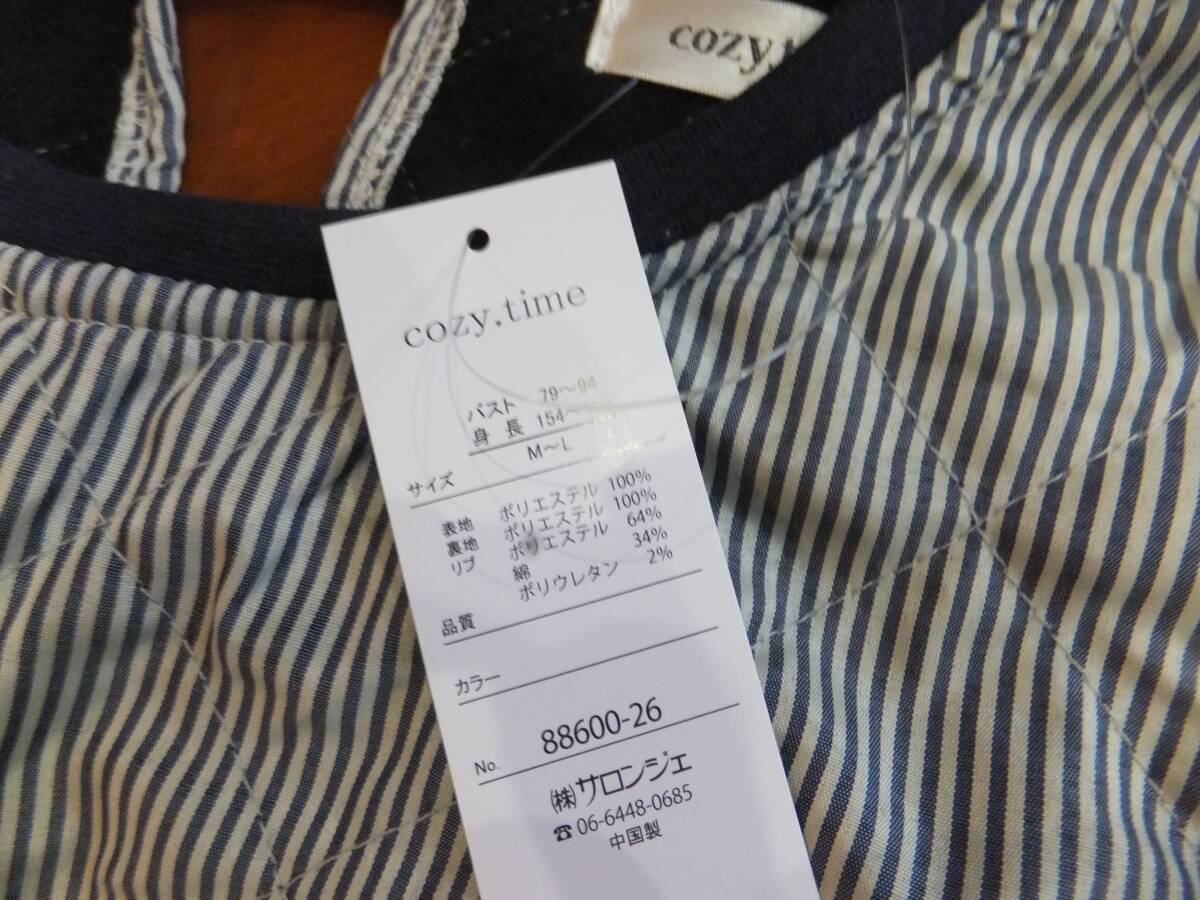 cozy.
cozy.time
バスト 79～94
身長 154～
サイズ M～L
表地 ポリエステル 100%
裏地 ポリエステル 100%
リブ ポリエステル 64%
綿 34%
ポリウレタン 2%
品質
カラー
No. 88600-26
㈱サロンジェ
☎06-6448-0685
中国製